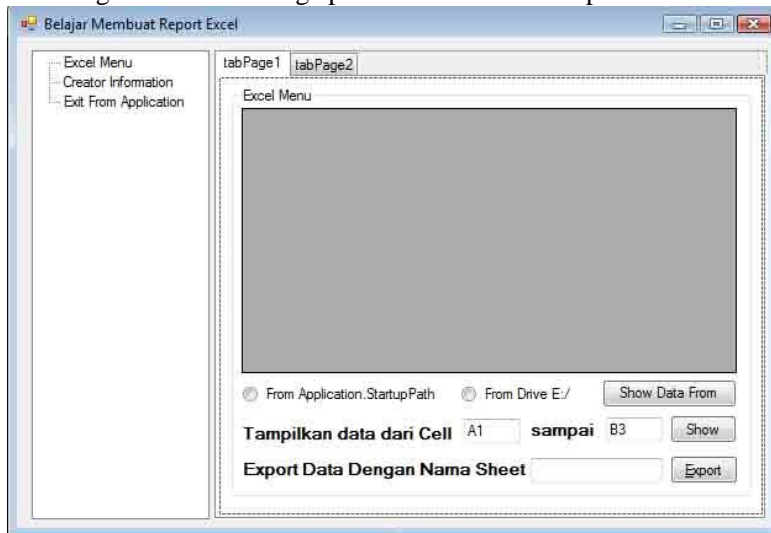 Belajar Membuat Report Excel
Excel Menu
Creator Information
Exit From Application
tabPage1 tabPage2
Excel Menu
From Application.StartupPath From Drive E:/ Show Data From
Tampilkan data dari Cell A1 sampai B3 Show
Export Data Dengan Nama Sheet Export